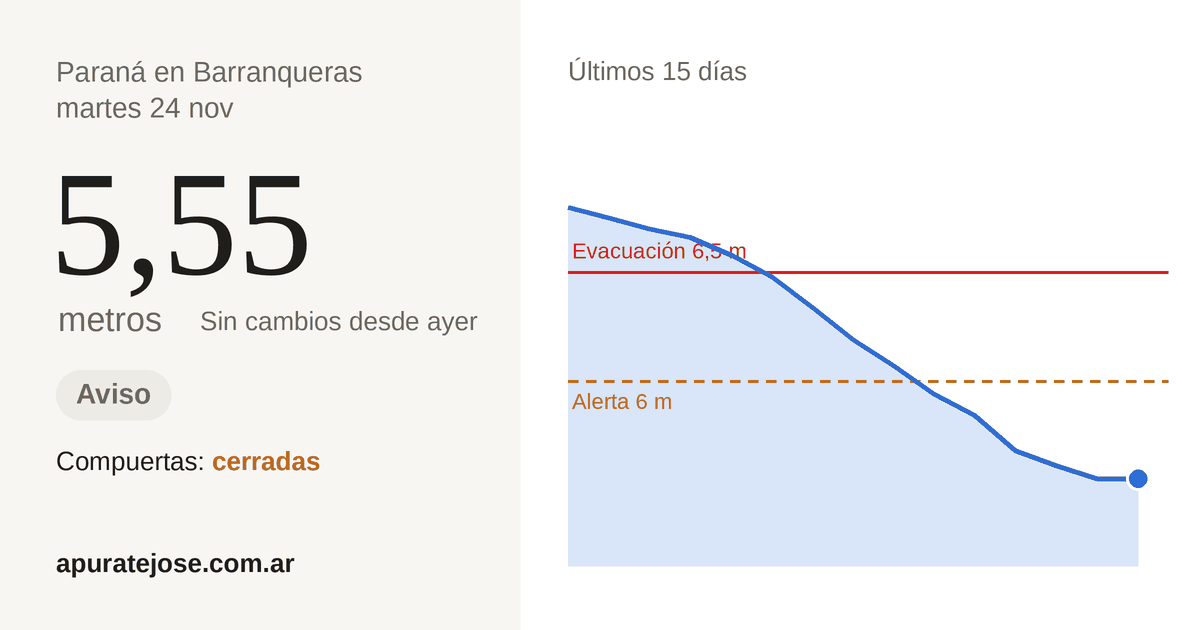 Paraná en Barranqueras
martes 24 nov
5,55
metros
Sin cambios desde ayer
Aviso
Compuertas: cerradas
apuratejose.com.ar
Últimos 15 días
Evacuación 6,5 m
Alerta 6 m